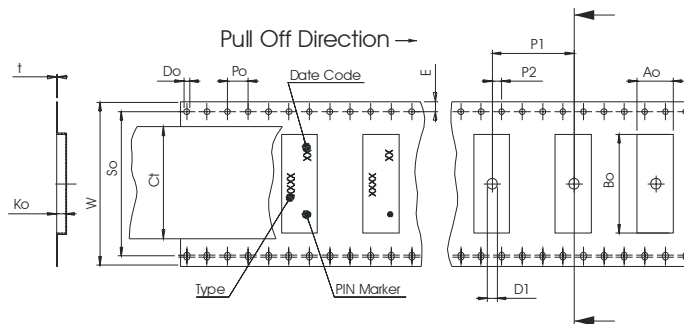 Pull Off Direction
t
Do
Po
Date Code
E
P1
P2
Ao
Ko
W
So
Ct
XX
XXXX
XX
XXXX
Bo
Type
PIN Marker
D1